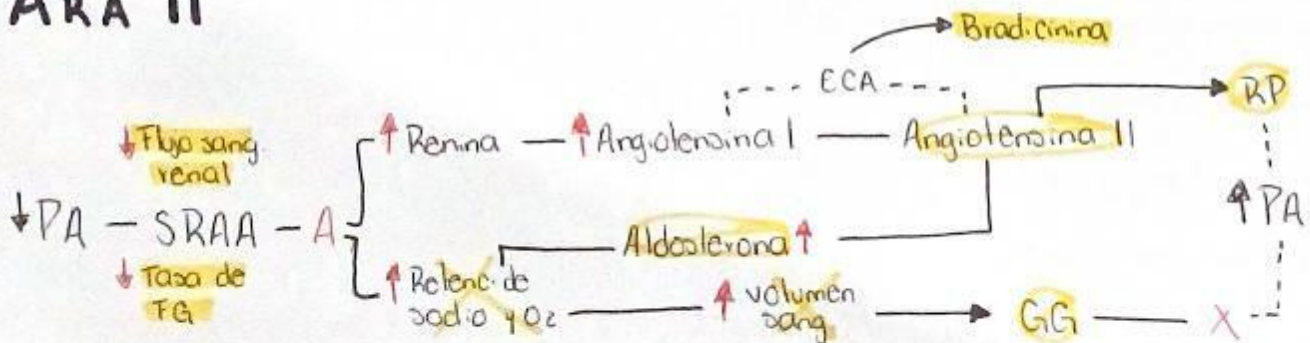 ARA II
Bradicinina
ECA
RP
↓ Flujo sang. renal
↑ Renina — ↑ Angiotensina I — Angiotensina II
↓ PA — SRAA — A
↑ PA
Aldosterona ↑
↓ Tasa de FG
↑ Retenc. de sodio y O₂ — ↑ volumen sang. → GG — X